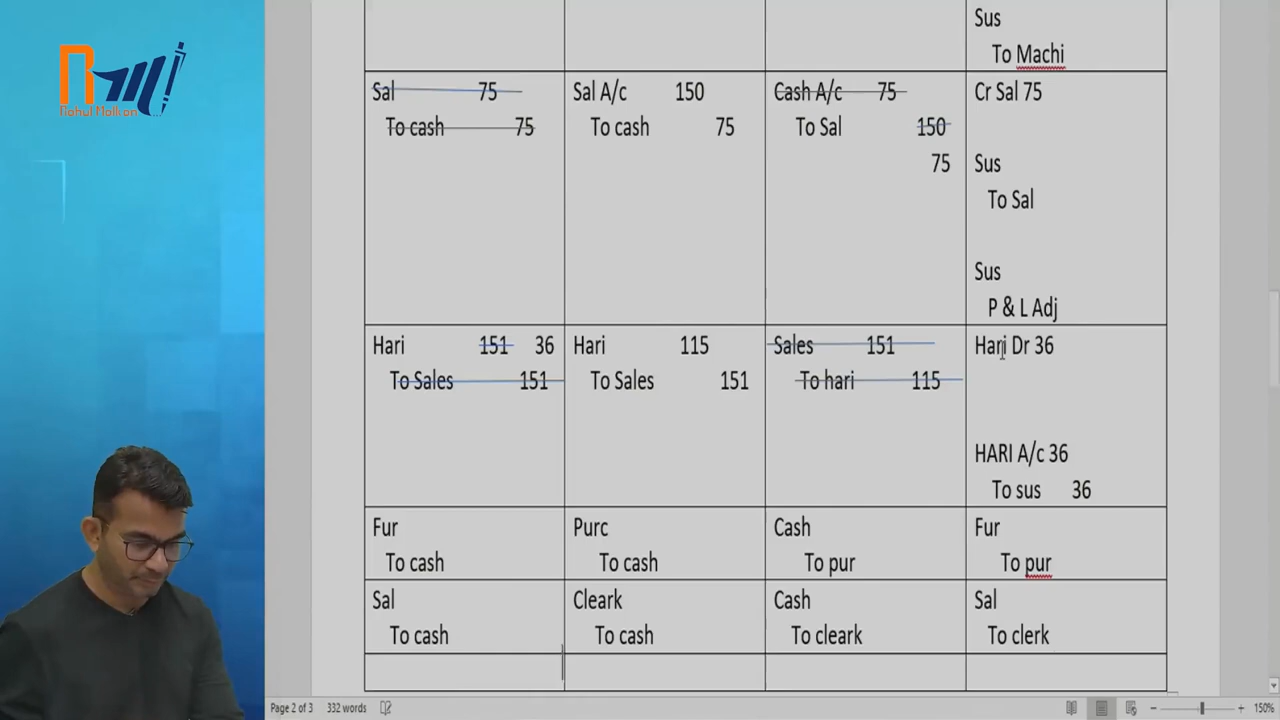 Rahul Malkan
Sus
To Machi
Sal 75
To cash 75
Sal A/c 150
To cash 75
Cash A/c 75
To Sal 150
75
Cr Sal 75
Sus
To Sal
Sus
P & L Adj
Hari 151 36
To Sales 151
Hari 115
To Sales 151
Sales 151
To hari 115
Hari Dr 36
HARI A/c 36
To sus 36
Fur
To cash
Purc
To cash
Cash
To pur
Fur
To pur
Sal
To cash
Cleark
To cash
Cash
To cleark
Sal
To clerk
Page 2 of 3 332 words 150%